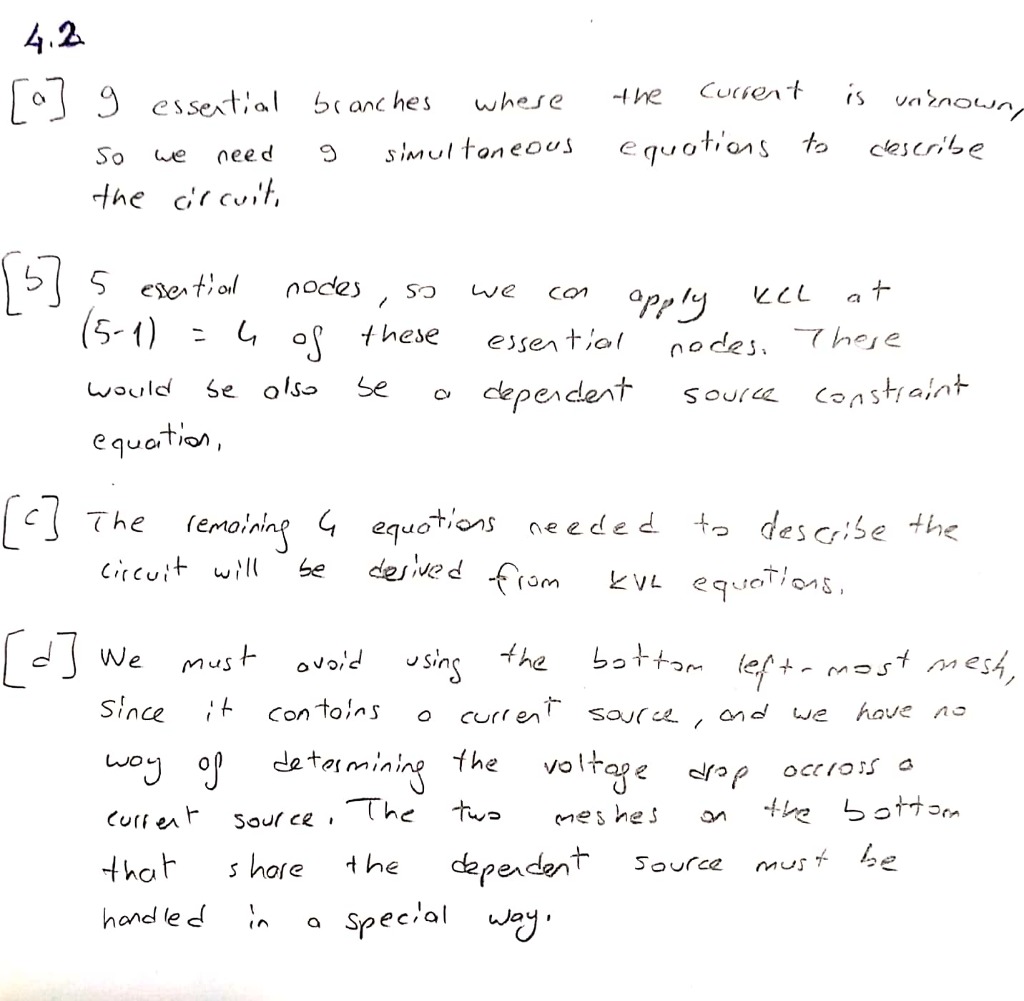 4.2
[a] 9 essential branches where the current is unknown,
so we need 9 simultaneous equations to describe
the circuit.
[b] 5 esential nodes, so we can apply KCL at
(5-1) = 4 of these essential nodes. There
would be also be a dependent source constraint
equation.
[c] The remaining 4 equations needed to describe the
circuit will be derived from KVL equations.
[d] We must avoid using the bottom left-most mesh,
since it contains a current source, and we have no
way of determining the voltage drop accross a
current source. The two meshes on the bottom
that share the dependent source must be
handled in a special way.